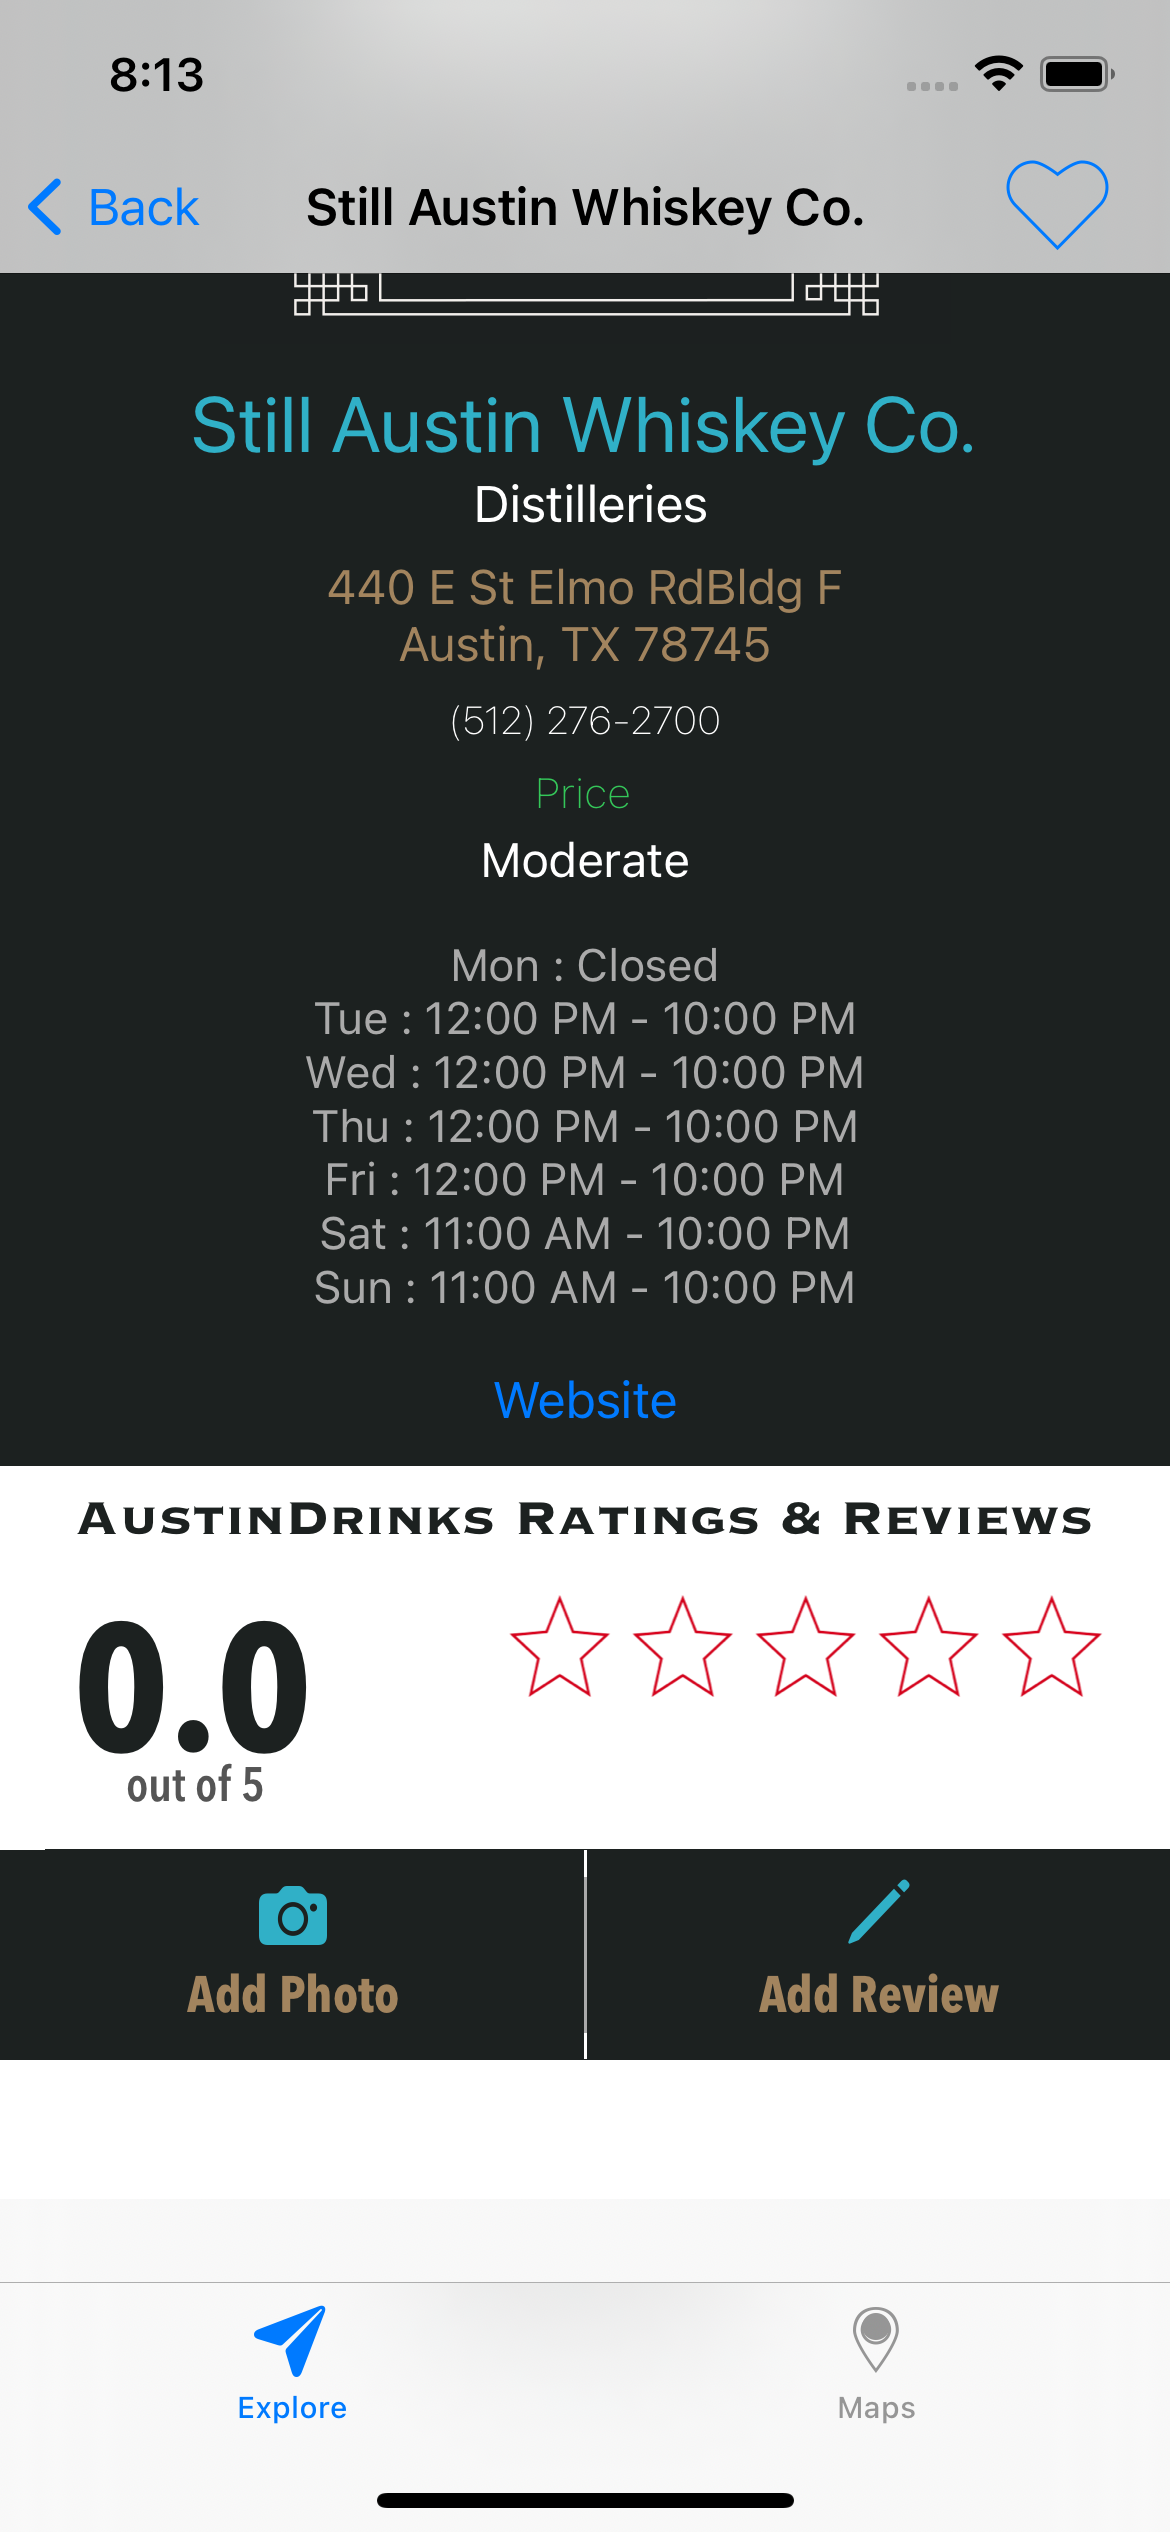 8:13
Back
Still Austin Whiskey Co.
Still Austin Whiskey Co.
Distilleries
440 E St Elmo RdBldg F
Austin, TX 78745
(512) 276-2700
Price
Moderate
Mon : Closed
Tue : 12:00 PM - 10:00 PM
Wed : 12:00 PM - 10:00 PM
Thu : 12:00 PM - 10:00 PM
Fri : 12:00 PM - 10:00 PM
Sat : 11:00 AM - 10:00 PM
Sun : 11:00 AM - 10:00 PM
Website
AustinDrinks Ratings & Reviews
0.0
out of 5
Add Photo
Add Review
Explore
Maps